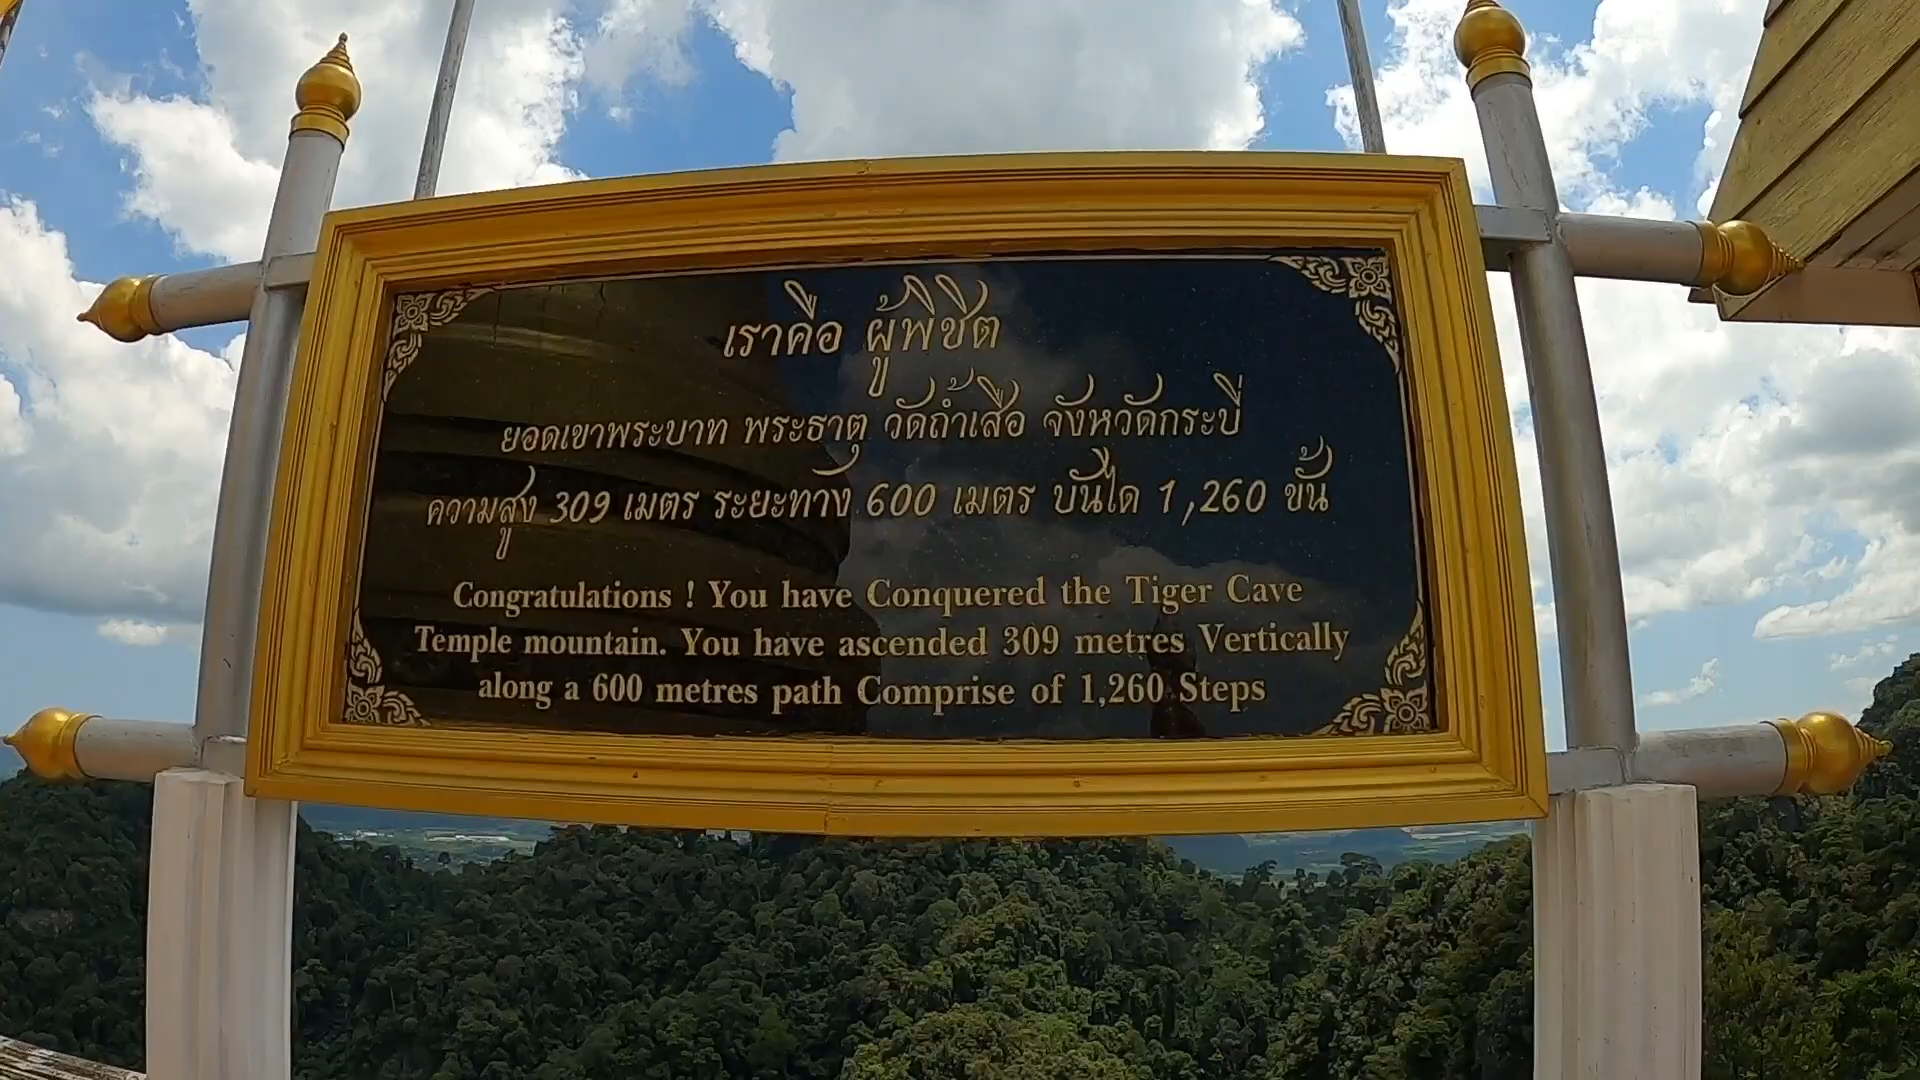 เราคือ ผู้พิชิต
ยอดเขาพระบาท พระธาตุ วัดถ้ำเสือ จังหวัดกระบี่
ความสูง 309 เมตร ระยะทาง 600 เมตร บันได 1,260 ขั้น
Congratulations ! You have Conquered the Tiger Cave
Temple mountain. You have ascended 309 metres Vertically
along a 600 metres path Comprise of 1,260 Steps